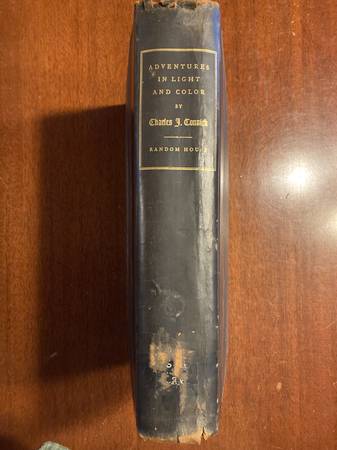 ADVENTURES
IN LIGHT
AND COLOR
BY
Charles J. Connick
RANDOM HOUSE